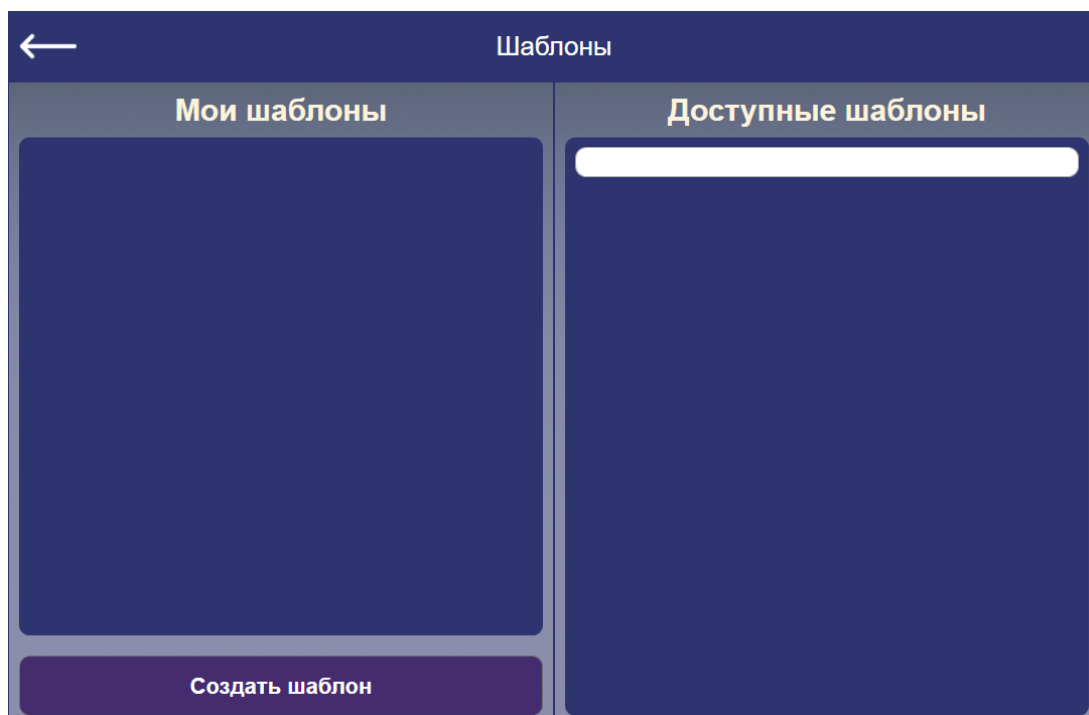 Шаблоны
Мои шаблоны
Доступные шаблоны
Создать шаблон